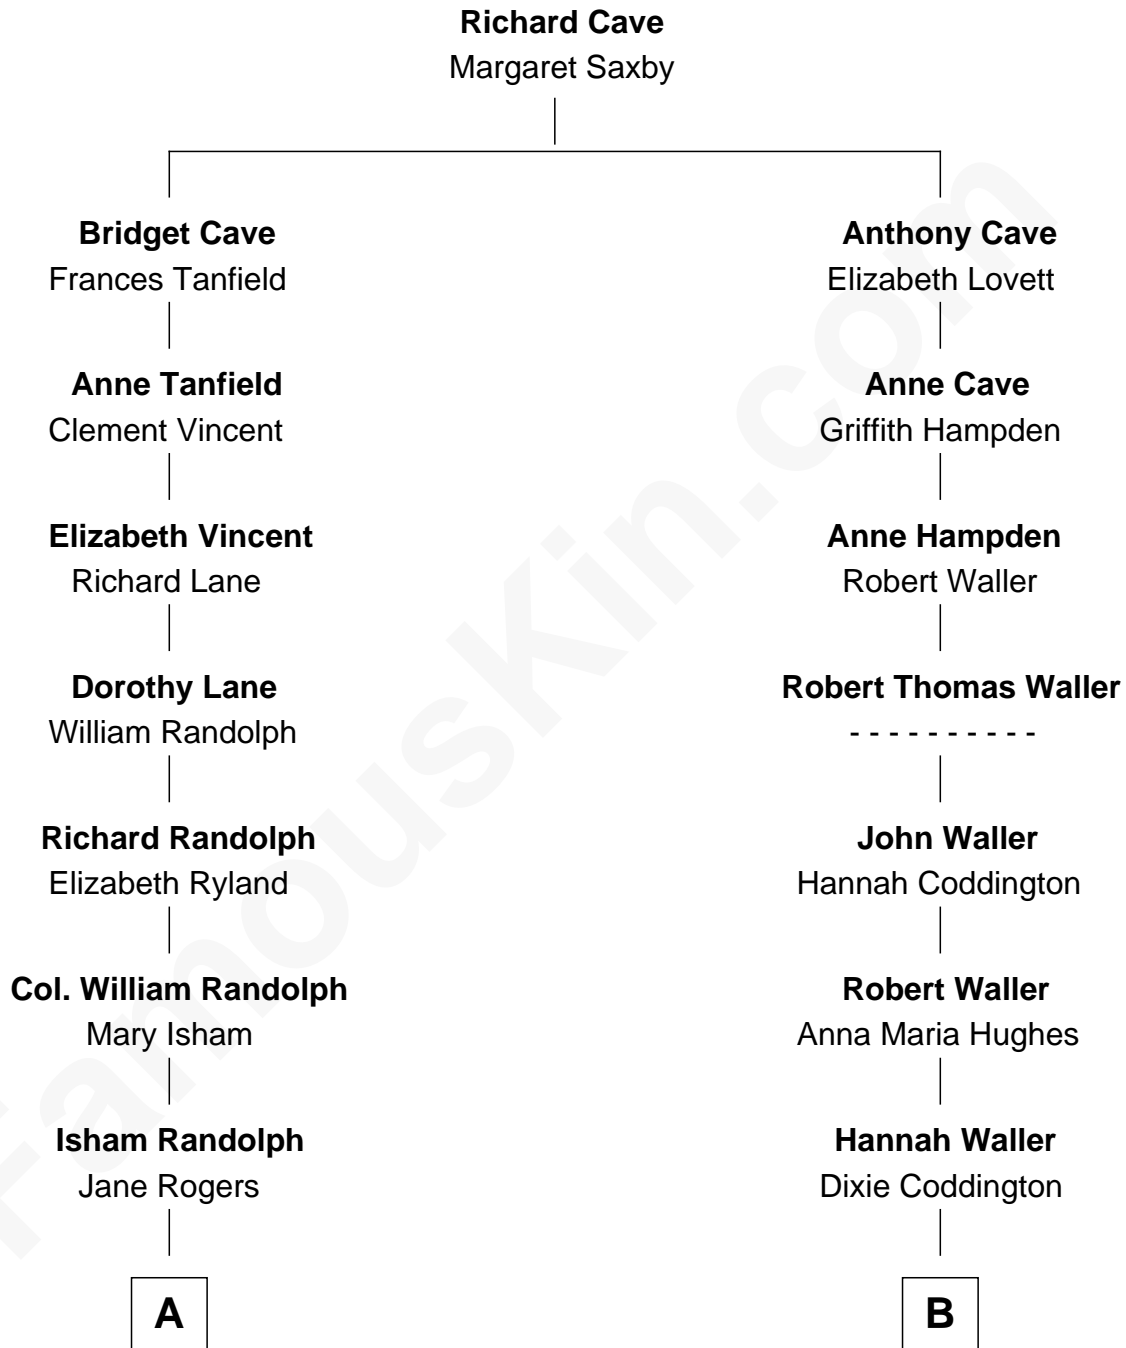 Richard Cave
Margaret Saxby
Bridget Cave
Frances Tanfield
Anthony Cave
Elizabeth Lovett
Anne Tanfield
Clement Vincent
Anne Cave
Griffith Hampden
Elizabeth Vincent
Richard Lane
Anne Hampden
Robert Waller
Dorothy Lane
William Randolph
Robert Thomas Waller
- - - - - - - - - -
Richard Randolph
Elizabeth Ryland
John Waller
Hannah Coddington
Col. William Randolph
Mary Isham
Robert Waller
Anna Maria Hughes
Isham Randolph
Jane Rogers
Hannah Waller
Dixie Coddington
A
B
FamousKin.com